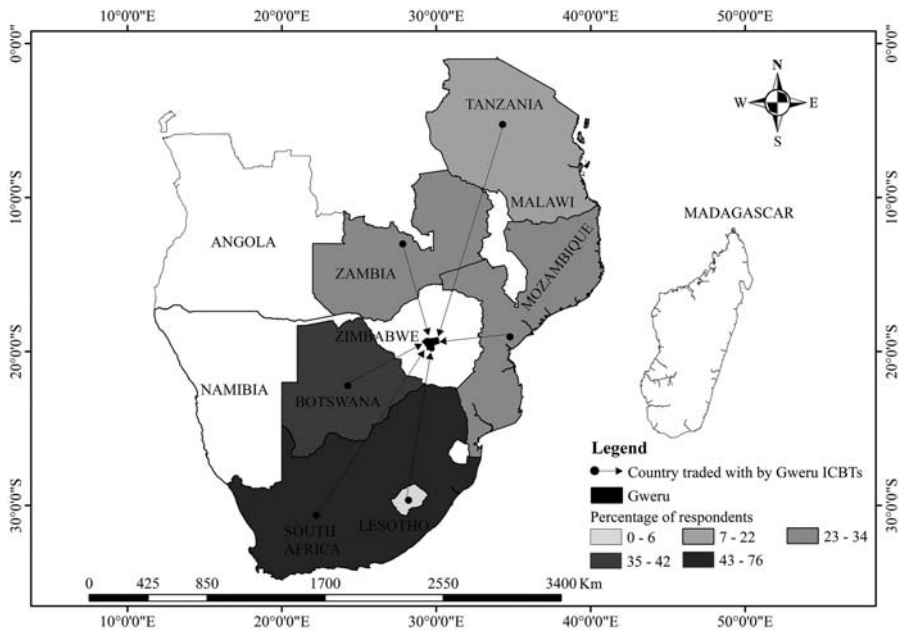 10°0'0"E 20°0'0"E 30°0'0"E 40°0'0"E 50°0'0"E
0°0'0" 0°0'0"
N
W E
S
TANZANIA
10°0'0"S 10°0'0"S
MALAWI
MADAGASCAR
ANGOLA
ZAMBIA
MOZAMBIQUE
ZIMBABWE
20°0'0"S 20°0'0"S
NAMIBIA
BOTSWANA
Legend
Country traded with by Gweru ICBTs
Gweru
30°0'0"S 30°0'0"S
SOUTH
AFRICA
LESOTHO
Percentage of respondents
0 - 6 7 - 22 23 - 34
35 - 42 43 - 76
0 425 850 1700 2550 3400 Km
10°0'0"E 20°0'0"E 30°0'0"E 40°0'0"E 50°0'0"E